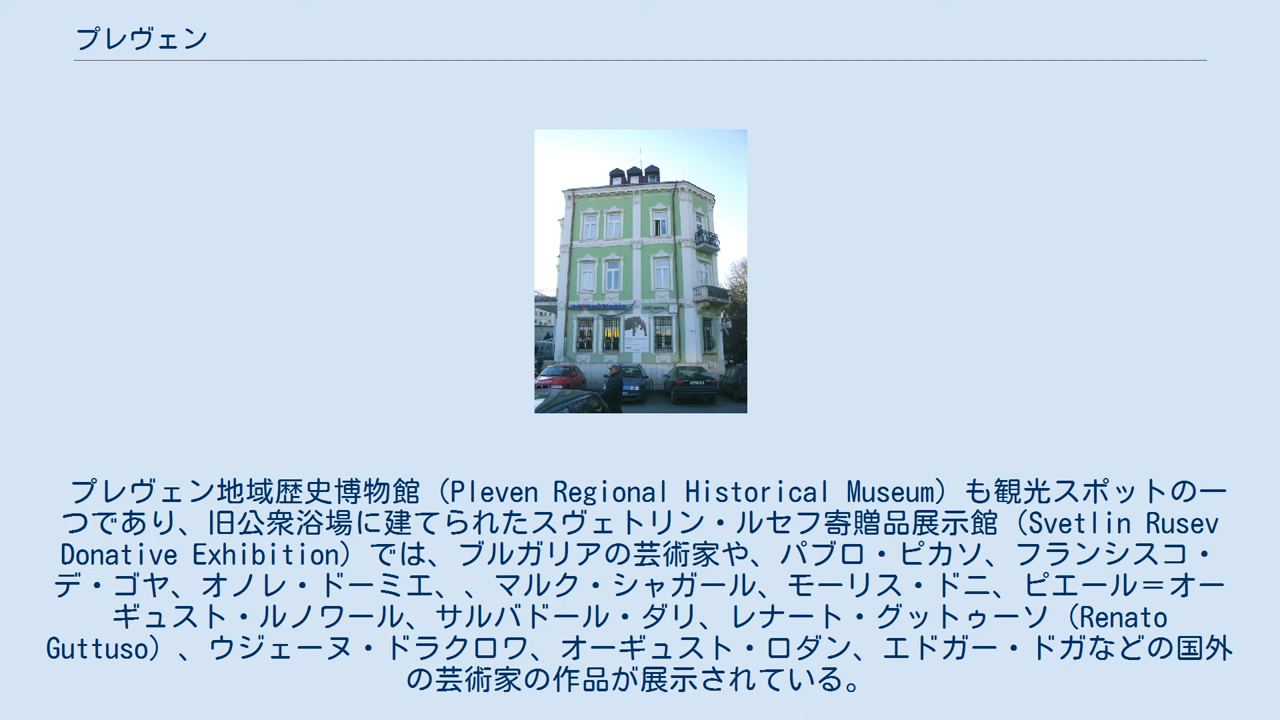 プレヴェン
プレヴェン地域歴史博物館（Pleven Regional Historical Museum）も観光スポットの一
つであり、旧公衆浴場に建てられたスヴェトリン・ルセフ寄贈品展示館（Svetlin Rusev
Donative Exhibition）では、ブルガリアの芸術家や、パブロ・ピカソ、フランシスコ・
デ・ゴヤ、オノレ・ドーミエ、、マルク・シャガール、モーリス・ドニ、ピエール＝オー
ギュスト・ルノワール、サルバドール・ダリ、レナート・グットゥーソ（Renato
Guttuso）、ウジェーヌ・ドラクロワ、オーギュスト・ロダン、エドガー・ドガなどの国外
の芸術家の作品が展示されている。